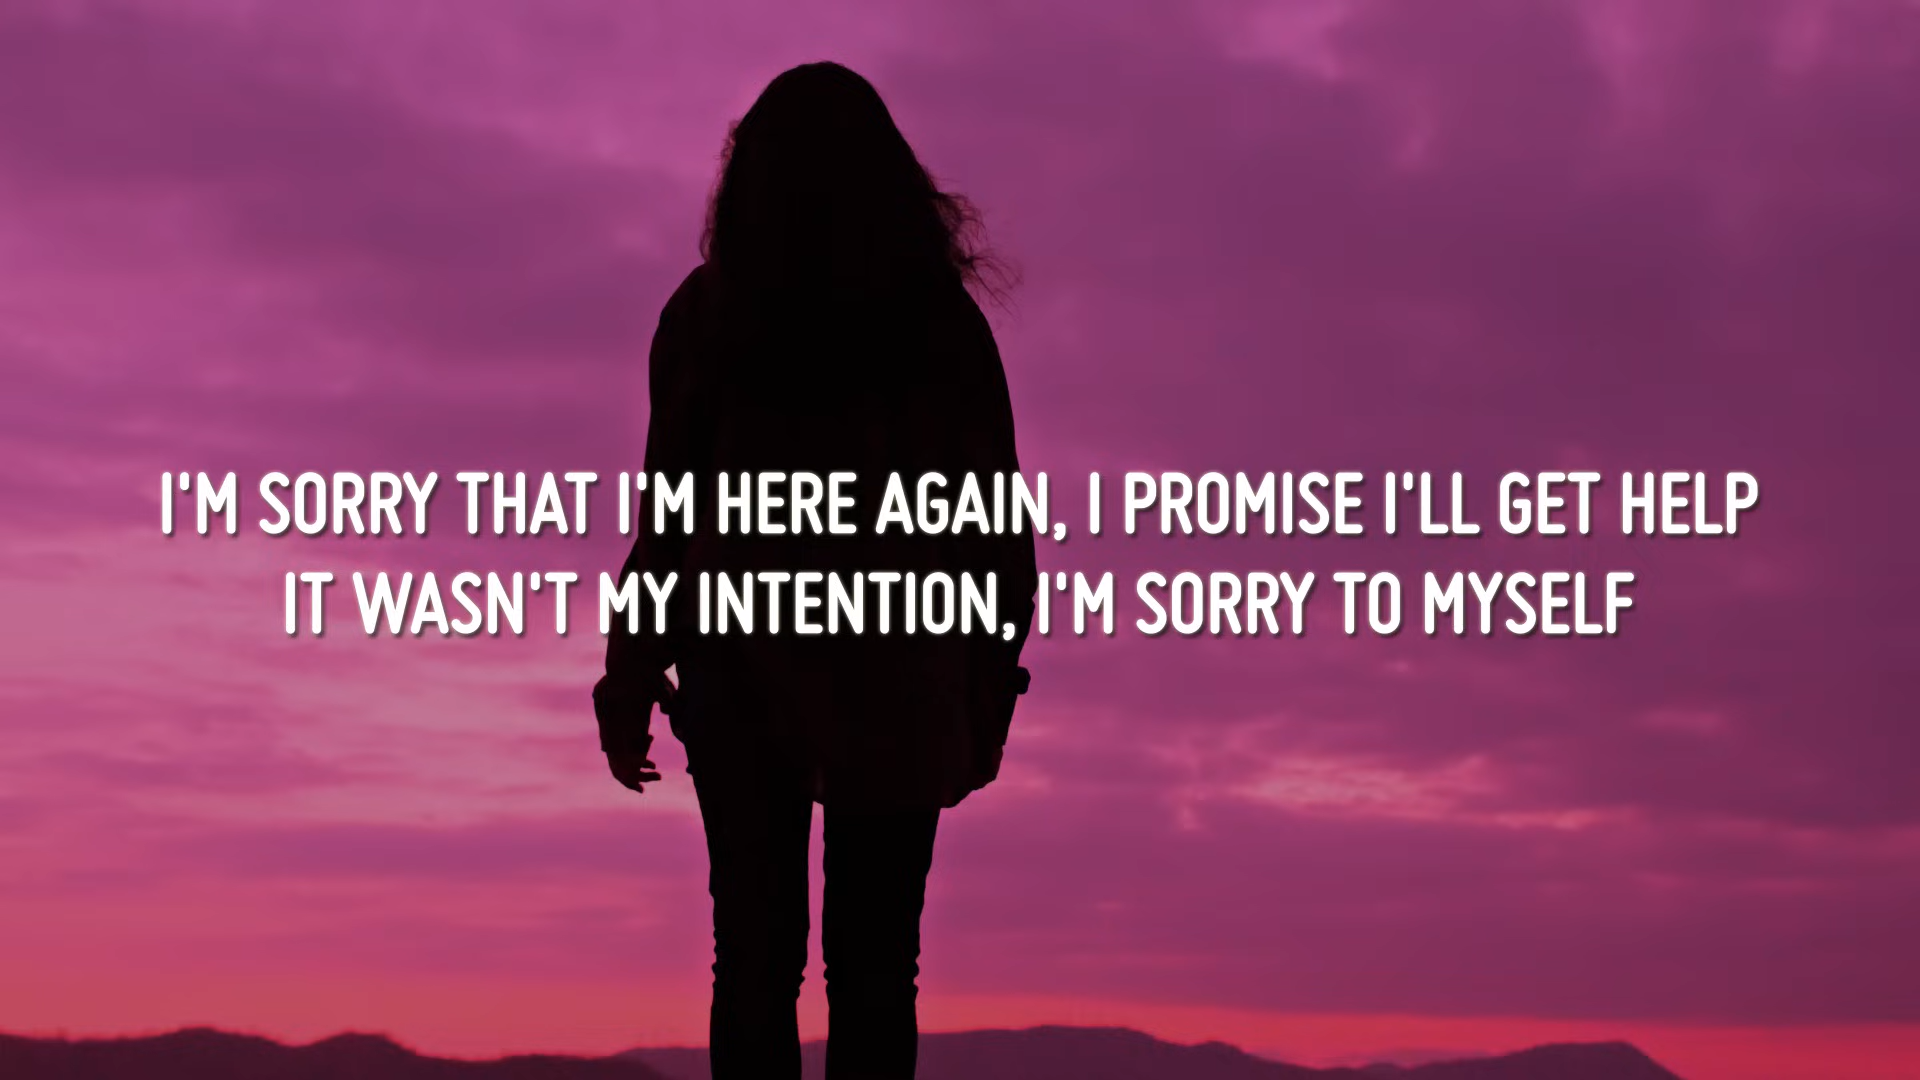 I'M SORRY THAT I'M HERE AGAIN, I PROMISE I'LL GET HELP
IT WASN'T MY INTENTION, I'M SORRY TO MYSELF